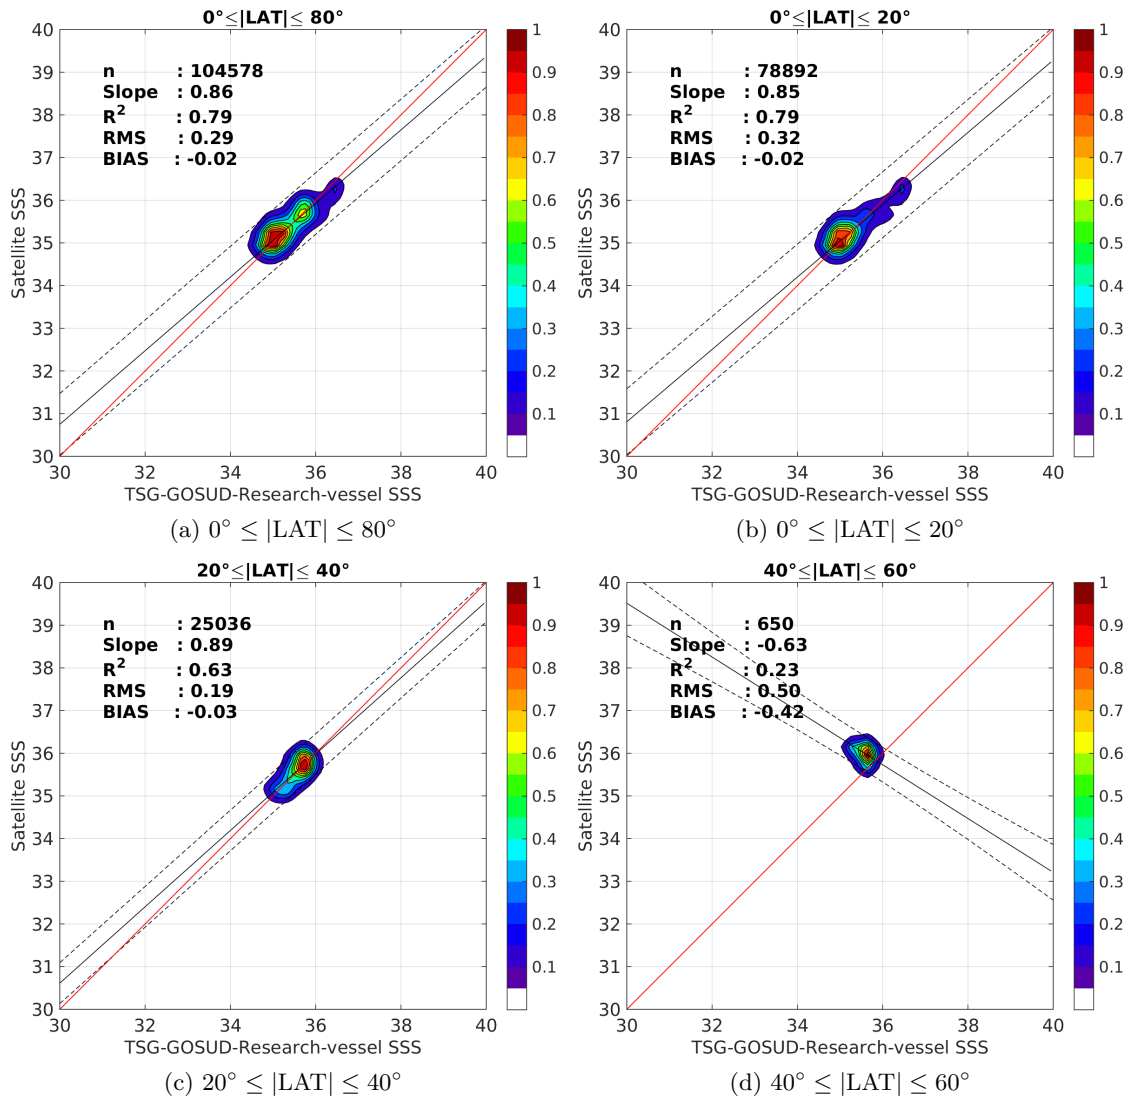 0°≤|LAT|≤ 80°
n : 104578
Slope : 0.86
R² : 0.79
RMS : 0.29
BIAS : -0.02
Satellite SSS
40
39
38
37
36
35
34
33
32
31
30
30 32 34 36 38 40
TSG-GOSUD-Research-vessel SSS
1
0.9
0.8
0.7
0.6
0.5
0.4
0.3
0.2
0.1
(a) 0° ≤ |LAT| ≤ 80°
0°≤|LAT|≤ 20°
n : 78892
Slope : 0.85
R² : 0.79
RMS : 0.32
BIAS : -0.02
Satellite SSS
40
39
38
37
36
35
34
33
32
31
30
30 32 34 36 38 40
TSG-GOSUD-Research-vessel SSS
1
0.9
0.8
0.7
0.6
0.5
0.4
0.3
0.2
0.1
(b) 0° ≤ |LAT| ≤ 20°
20°≤|LAT|≤ 40°
n : 25036
Slope : 0.89
R² : 0.63
RMS : 0.19
BIAS : -0.03
Satellite SSS
40
39
38
37
36
35
34
33
32
31
30
30 32 34 36 38 40
TSG-GOSUD-Research-vessel SSS
1
0.9
0.8
0.7
0.6
0.5
0.4
0.3
0.2
0.1
(c) 20° ≤ |LAT| ≤ 40°
40°≤|LAT|≤ 60°
n : 650
Slope : -0.63
R² : 0.23
RMS : 0.50
BIAS : -0.42
Satellite SSS
40
39
38
37
36
35
34
33
32
31
30
30 32 34 36 38 40
TSG-GOSUD-Research-vessel SSS
1
0.9
0.8
0.7
0.6
0.5
0.4
0.3
0.2
0.1
(d) 40° ≤ |LAT| ≤ 60°